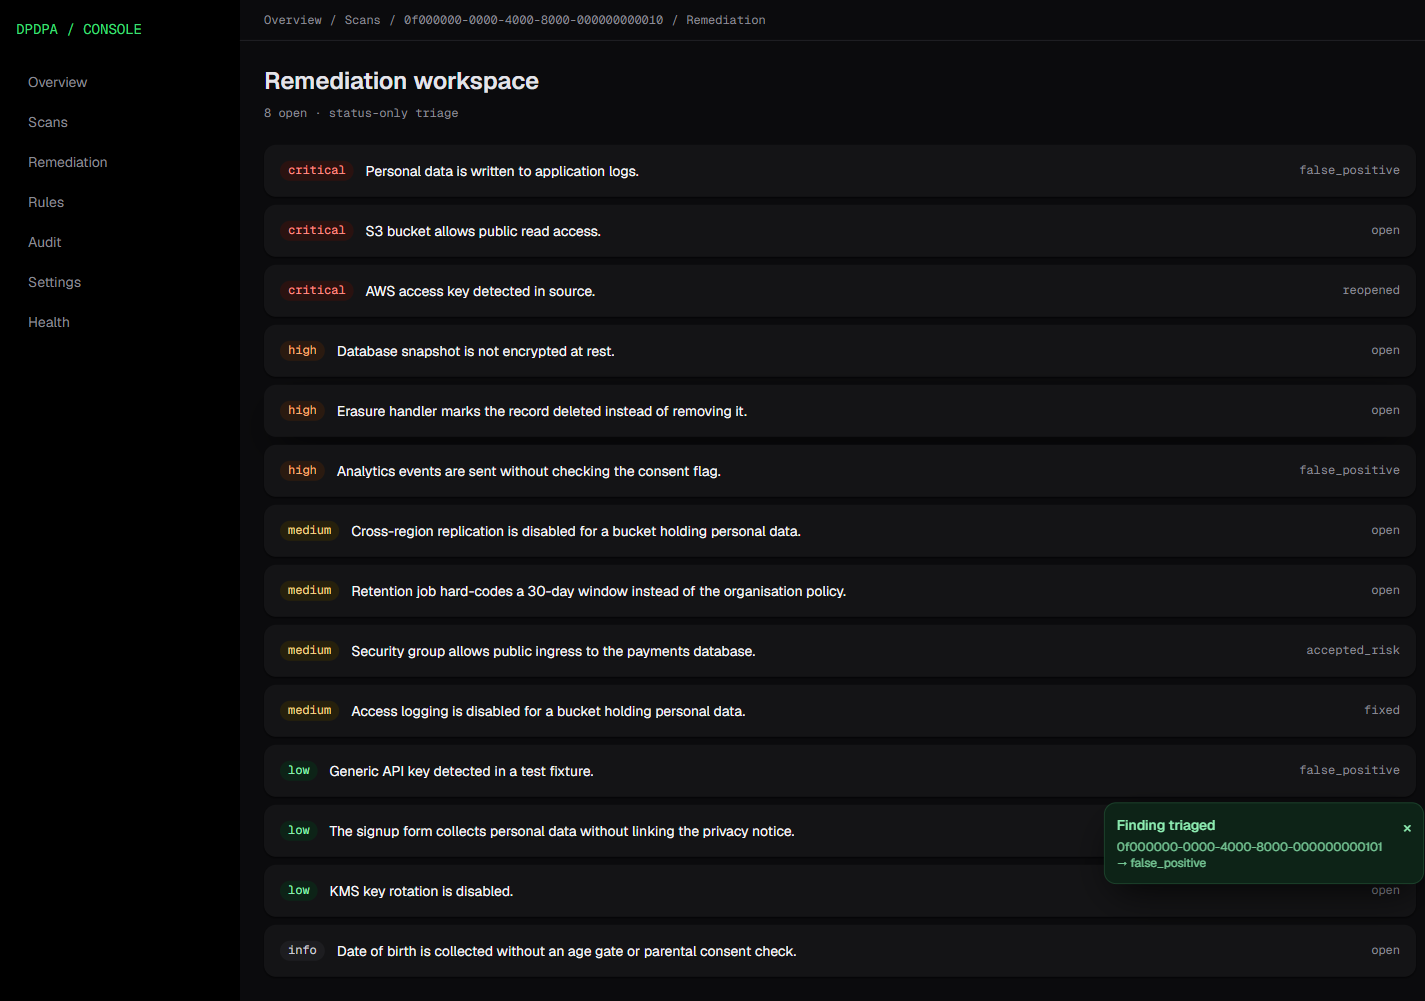 DPDPA / CONSOLE
Overview
Scans
Remediation
Rules
Audit
Settings
Health
Overview / Scans / 0f000000-0000-4000-8000-000000000010 / Remediation
Remediation workspace
8 open · status-only triage
critical Personal data is written to application logs. false_positive
critical S3 bucket allows public read access. open
critical AWS access key detected in source. reopened
high Database snapshot is not encrypted at rest. open
high Erasure handler marks the record deleted instead of removing it. open
high Analytics events are sent without checking the consent flag. false_positive
medium Cross-region replication is disabled for a bucket holding personal data. open
medium Retention job hard-codes a 30-day window instead of the organisation policy. open
medium Security group allows public ingress to the payments database. accepted_risk
medium Access logging is disabled for a bucket holding personal data. fixed
low Generic API key detected in a test fixture. false_positive
low The signup form collects personal data without linking the privacy notice.
Finding triaged ×
0f000000-0000-4000-8000-000000000101
→ false_positive
low KMS key rotation is disabled. open
info Date of birth is collected without an age gate or parental consent check. open